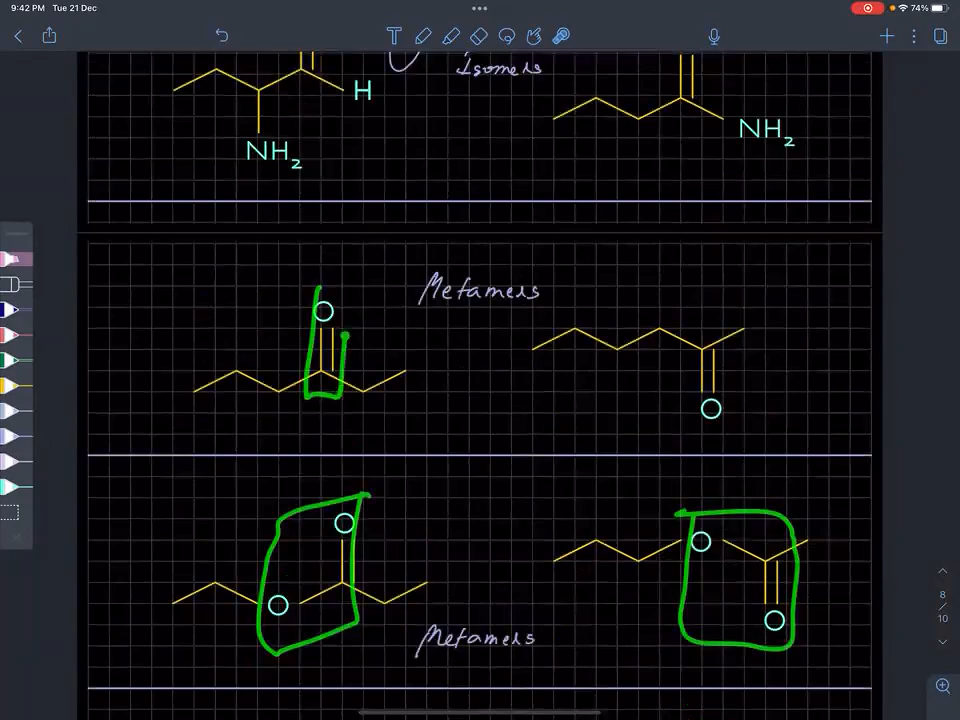 9:42 PM Tue 21 Dec
74%
Isomers
H
NH2
NH2
Metamers
O
O
O
O
O
O
Metamers
8
/
10